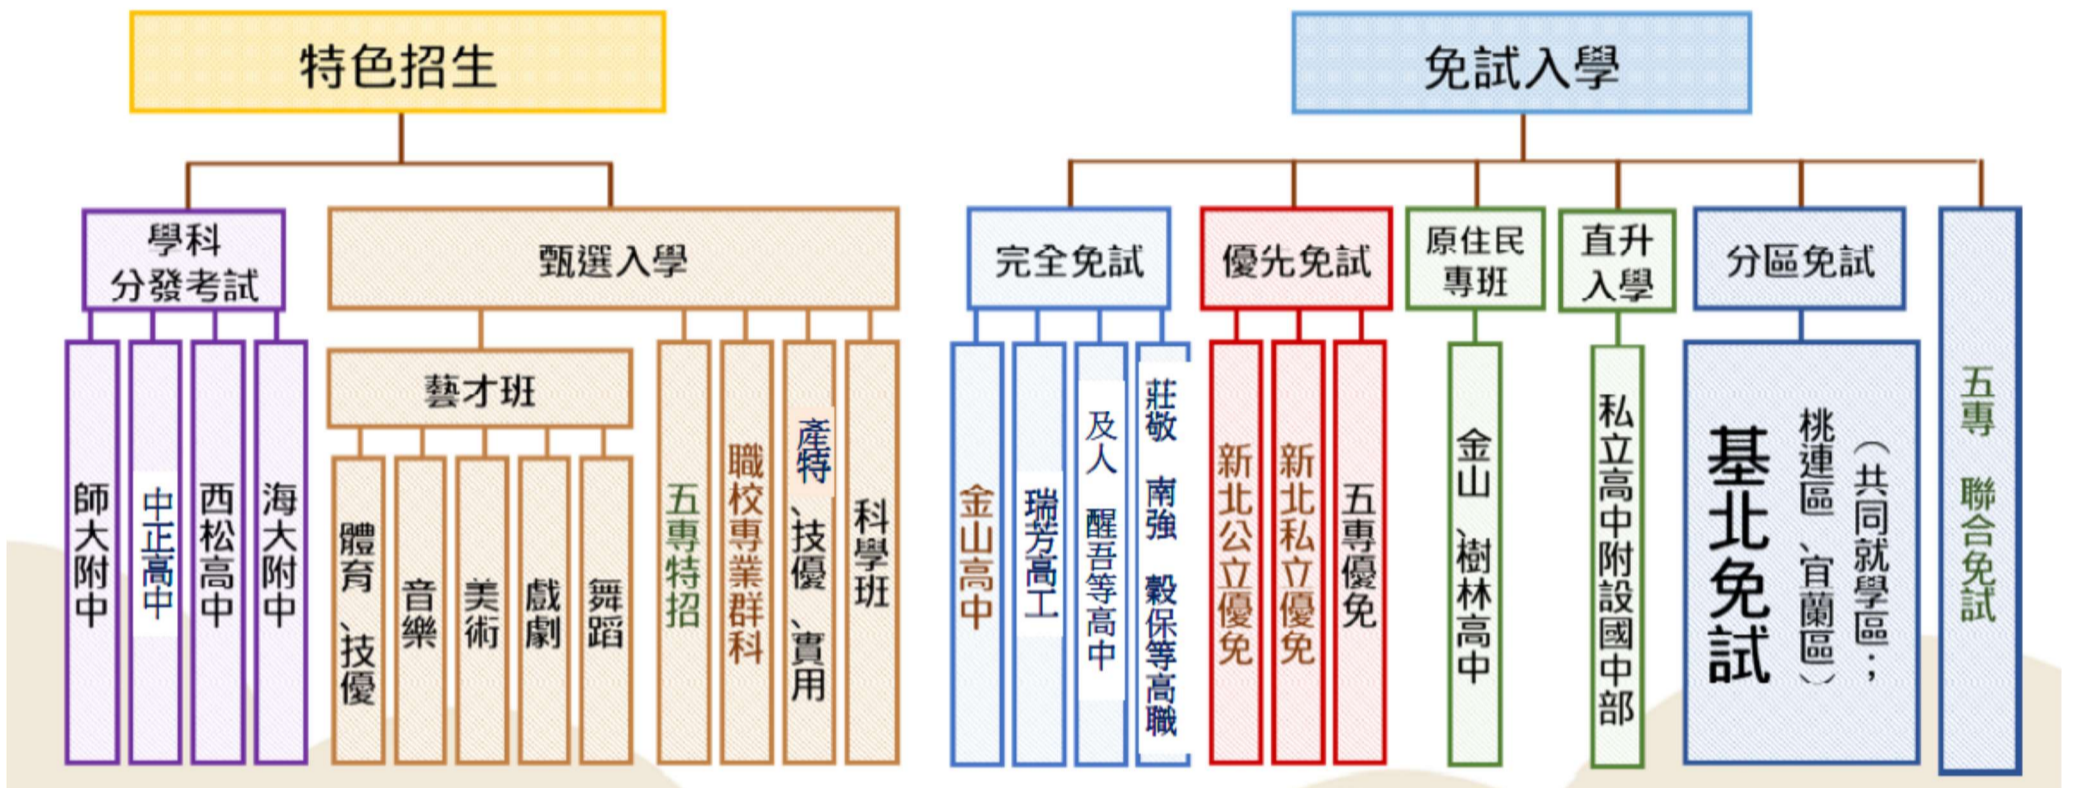 特色招生
學科
分發考試
師大附中
中正高中
西松高中
海大附中
甄選入學
藝才班
體育、技優
音樂
美術
戲劇
舞蹈
五專特招
職校專業群科
產特、技優、實用
科學班
免試入學
完全免試
金山高中
瑞芳高工
及人 醒吾等高中
莊敬 南強 穀保等高職
優先免試
新北公立優免
新北私立優免
五專優免
原住民
專班
金山、樹林高中
直升
入學
私立高中附設國中部
分區免試
基北免試
（共同就學區；
桃連區、宜蘭區）
五專 聯合免試